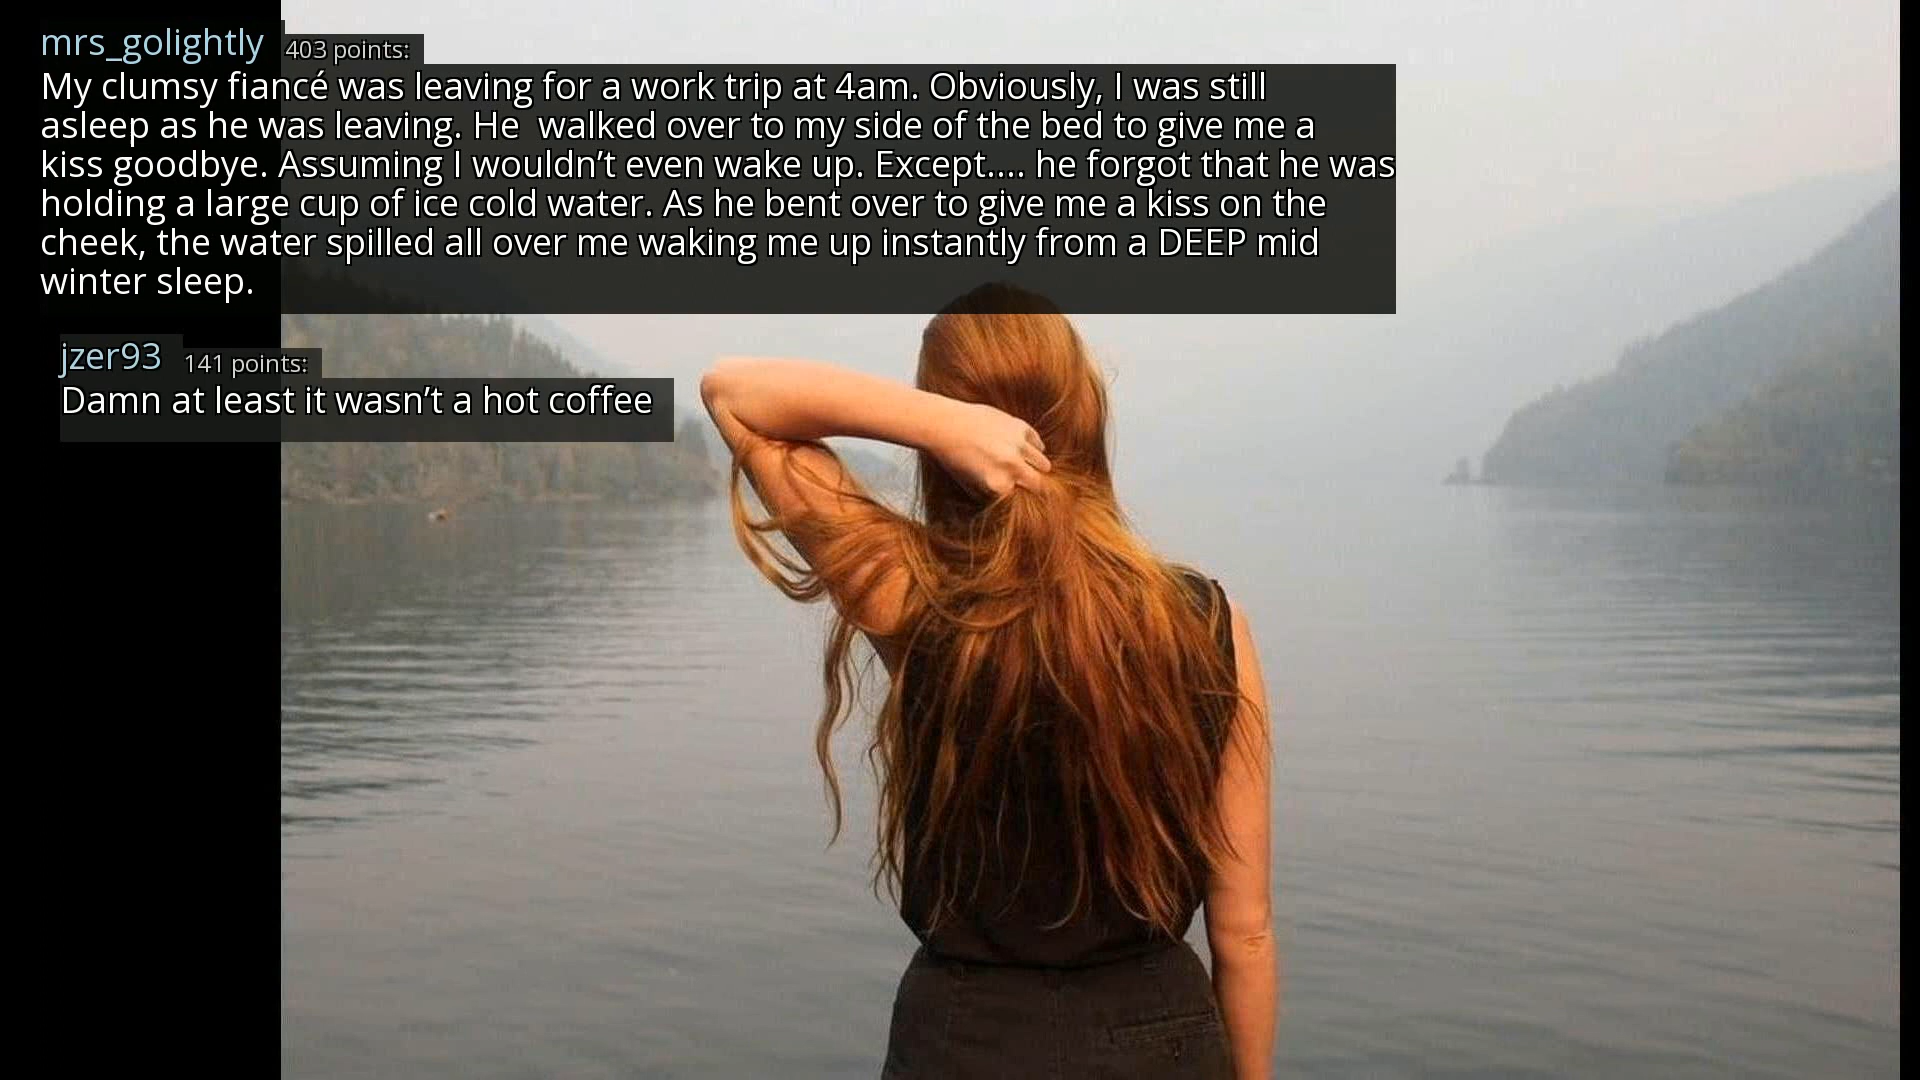 mrs_golightly 403 points:
My clumsy fiancé was leaving for a work trip at 4am. Obviously, I was still
asleep as he was leaving. He  walked over to my side of the bed to give me a
kiss goodbye. Assuming I wouldn’t even wake up. Except.... he forgot that he was
holding a large cup of ice cold water. As he bent over to give me a kiss on the
cheek, the water spilled all over me waking me up instantly from a DEEP mid
winter sleep.
jzer93 141 points:
Damn at least it wasn’t a hot coffee